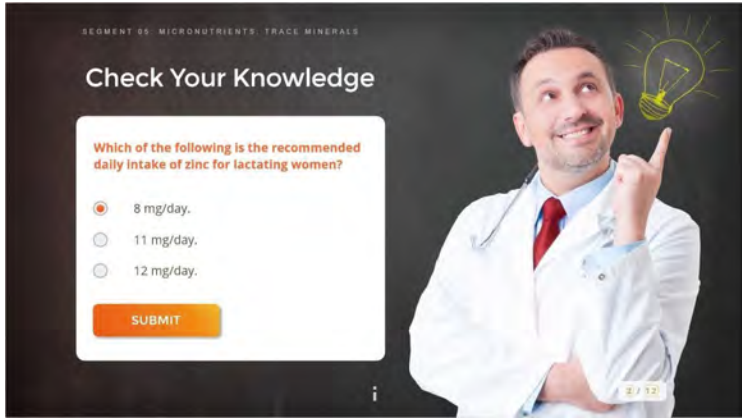 SEGMENT 05: MICRONUTRIENTS: TRACE MINERALS
Check Your Knowledge
Which of the following is the recommended
daily intake of zinc for lactating women?
8 mg/day.
11 mg/day.
12 mg/day.
SUBMIT
i
2 / 12